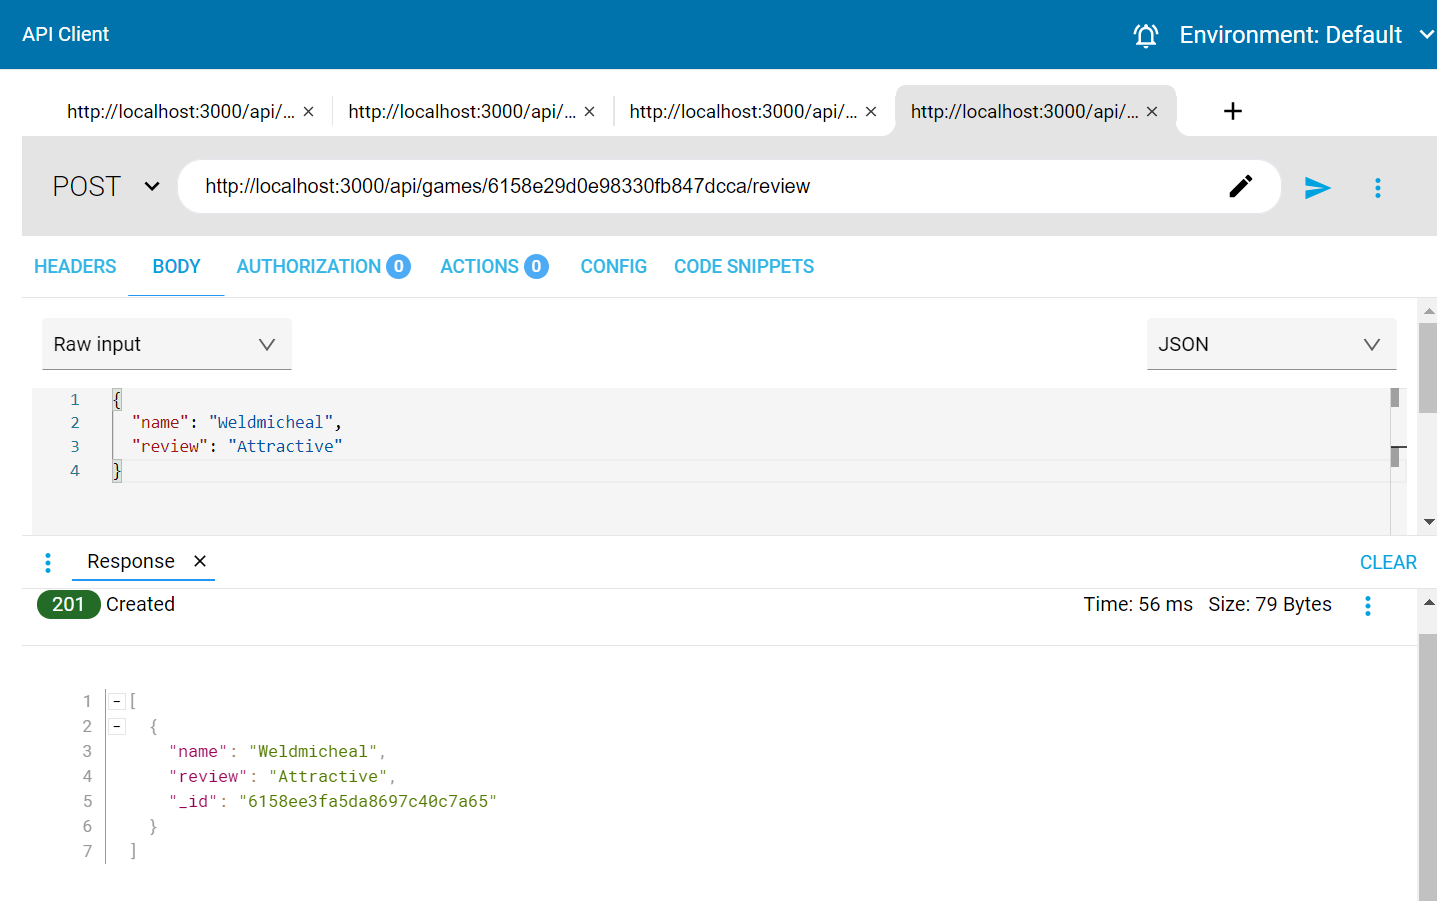 API Client
Environment: Default
http://localhost:3000/api/... × http://localhost:3000/api/... × http://localhost:3000/api/... × http://localhost:3000/api/... × +
POST http://localhost:3000/api/games/6158e29d0e98330fb847dcca/review
HEADERS BODY AUTHORIZATION 0 ACTIONS 0 CONFIG CODE SNIPPETS
Raw input JSON
1 {
2 "name": "Weldmicheal",
3 "review": "Attractive"
4 }
Response × CLEAR
201 Created Time: 56 ms Size: 79 Bytes
1 - [
2 - {
3 "name": "Weldmicheal",
4 "review": "Attractive",
5 "_id": "6158ee3fa5da8697c40c7a65"
6 }
7 ]